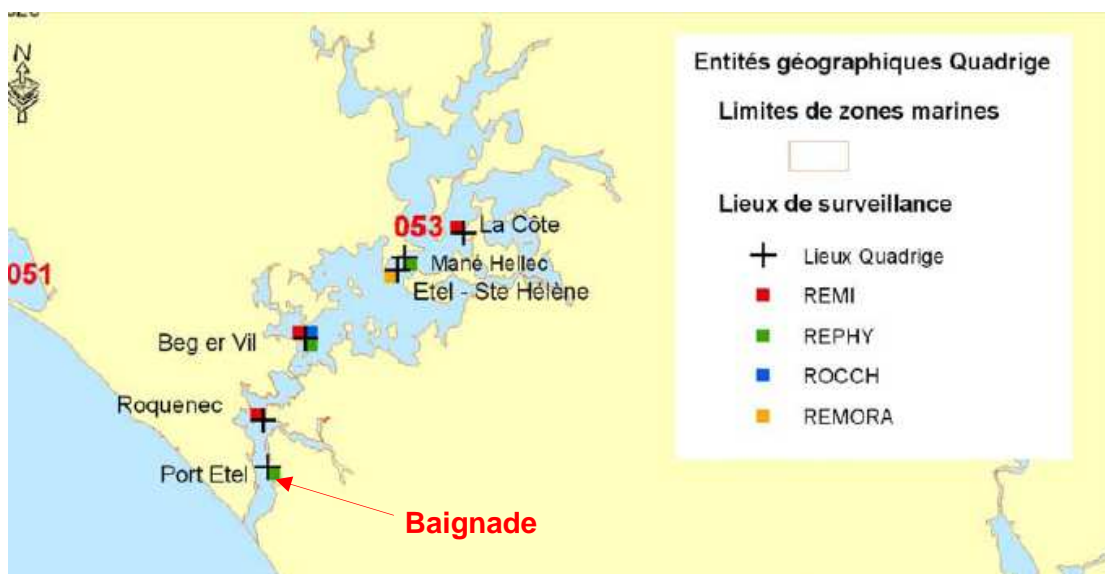 N
Entités géographiques Quadrige
Limites de zones marines
Lieux de surveillance
Lieux Quadrige
REMI
REPHY
ROCCH
REMORA
053
La Côte
Mané Hellec
Etel - Ste Hélène
051
Beg er Vil
Roquenec
Port Etel
Baignade